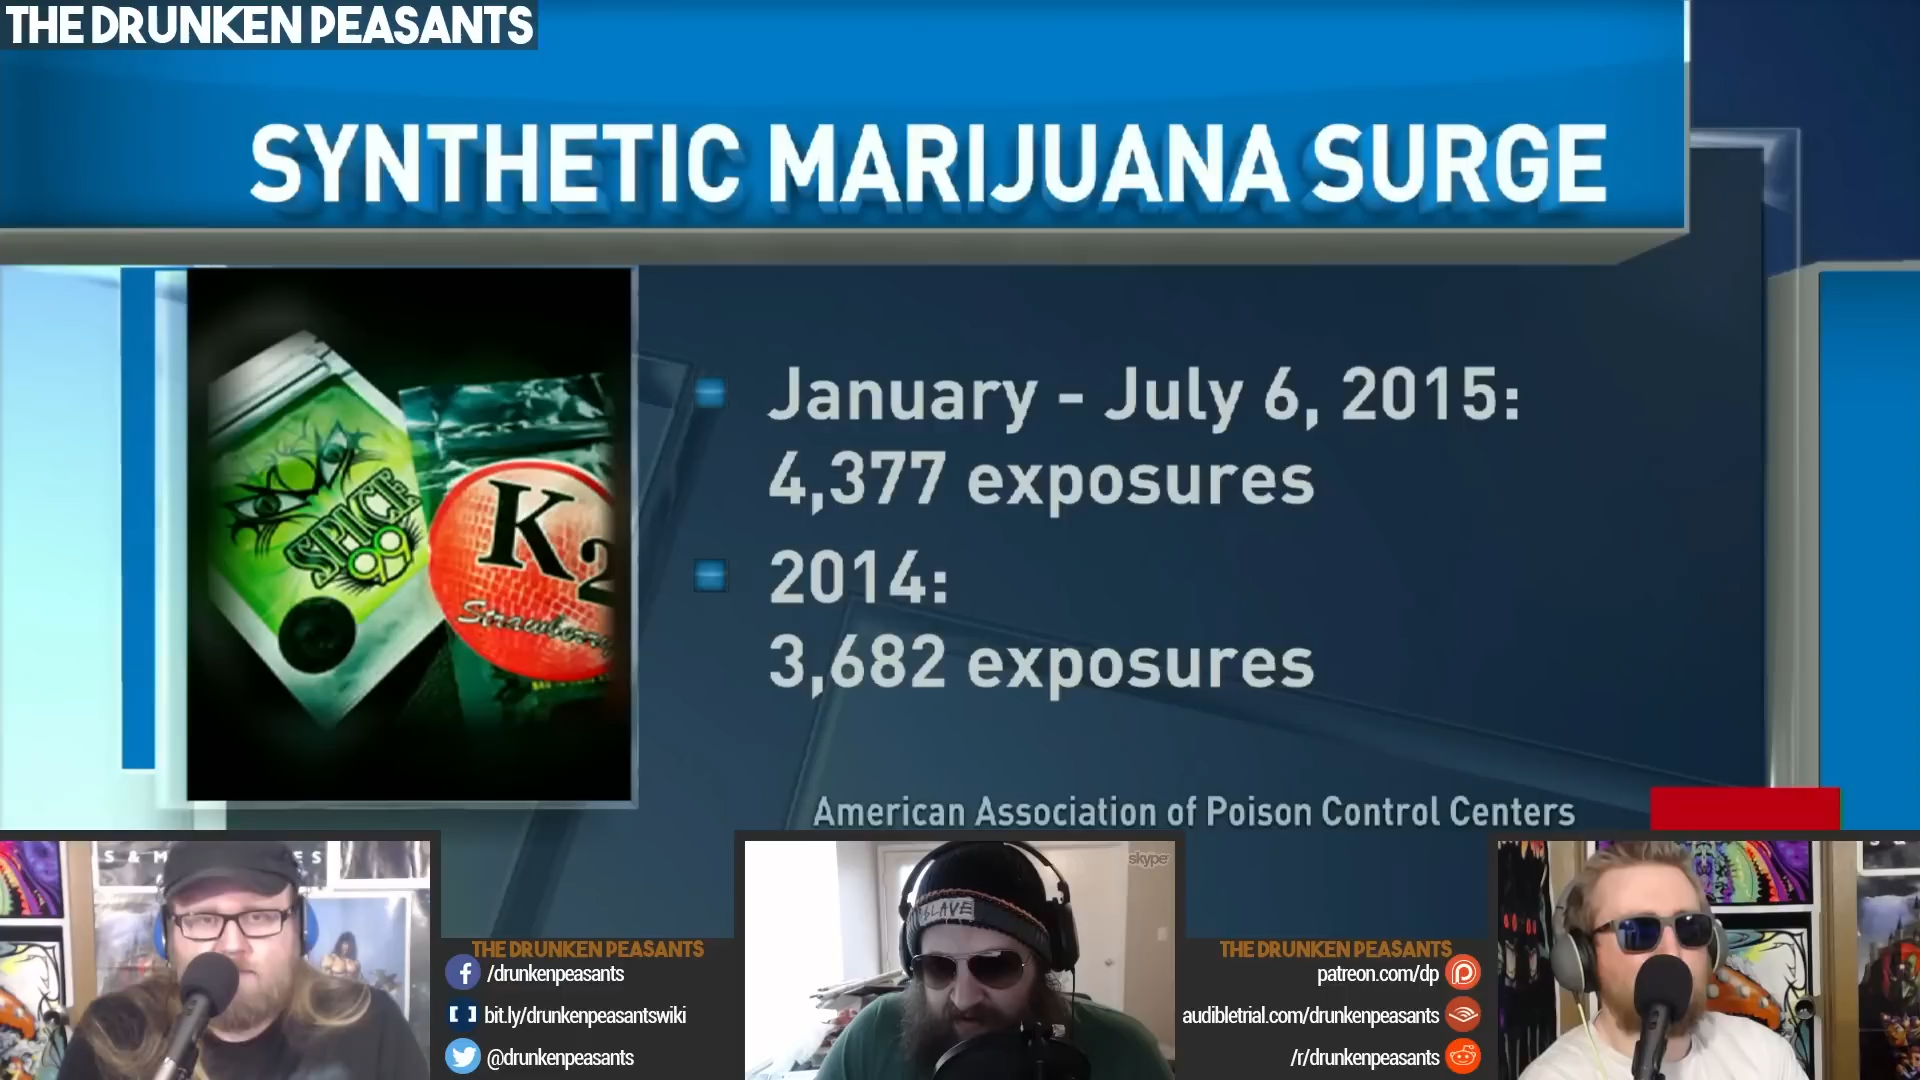 THE DRUNKEN PEASANTS
SYNTHETIC MARIJUANA SURGE
January - July 6, 2015:
4,377 exposures
2014:
3,682 exposures
SPICE
99
K2
Strawberry
American Association of Poison Control Centers
S & M
E S
skype
SLAVE
THE DRUNKEN PEASANTS
/drunkenpeasants
bit.ly/drunkenpeasantswiki
@drunkenpeasants
THE DRUNKEN PEASANTS
patreon.com/dp
audibletrial.com/drunkenpeasants
/r/drunkenpeasants